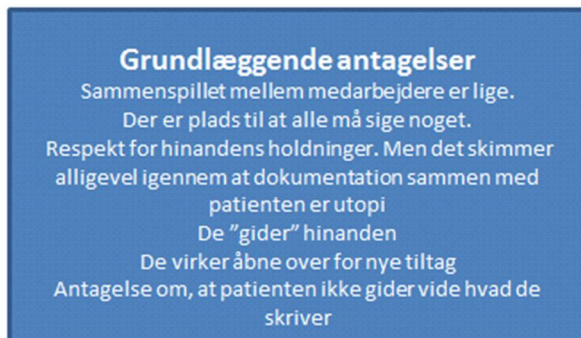 Grundlæggende antagelser
Sammenspillet mellem medarbejdere er lige.
Der er plads til at alle må sige noget.
Respekt for hinandens holdninger. Men det skimmer
alligevel igennem at dokumentation sammen med
patienten er utopi
De ”gider” hinanden
De virker åbne over for nye tiltag
Antagelse om, at patienten ikke gider vide hvad de
skriver